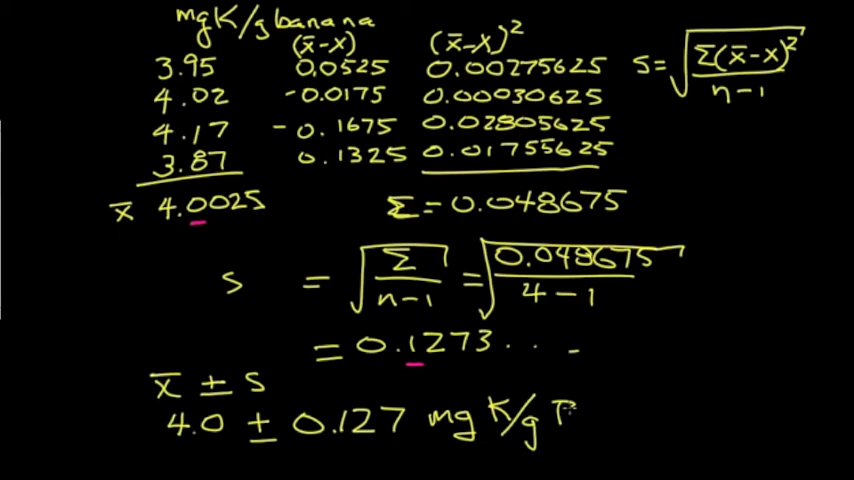 mgK/g banana
(x̄-x) (x̄-x)²
3.95 0.0525 0.00275625 s=√(Σ(x̄-x)²/(n-1))
4.02 -0.0175 0.00030625
4.17 -0.1675 0.02805625
3.87 0.1325 0.01755625
x̄ 4.0025 Σ=0.048675
s = √(Σ/(n-1)) = √(0.048675/(4-1))
= 0.1273...
x̄ ± s
4.0 ± 0.127 mg K/g